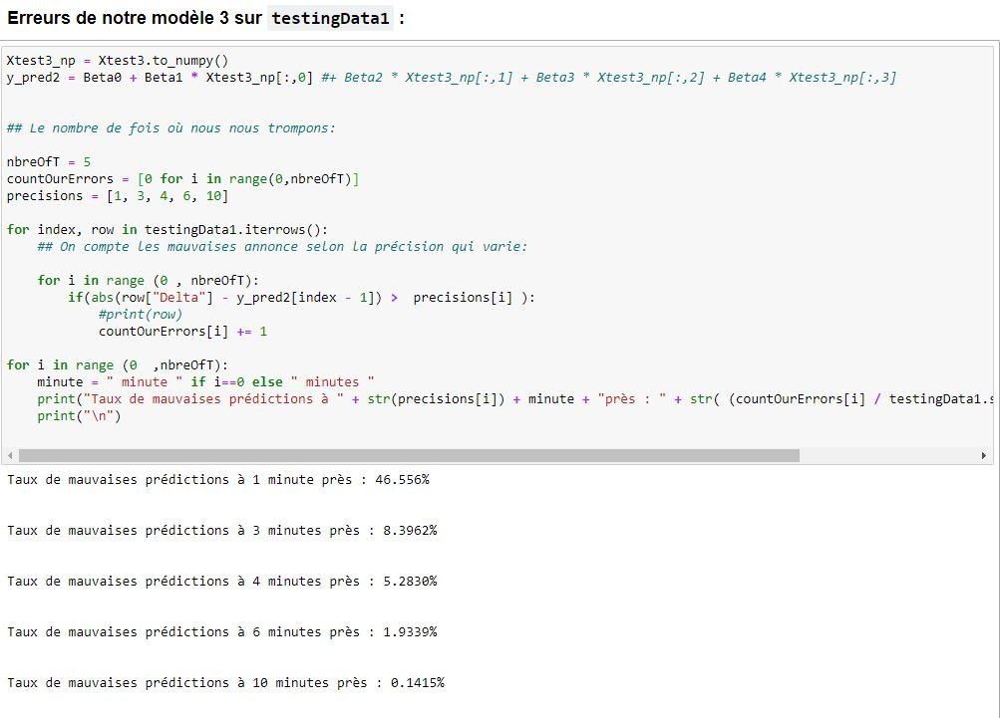 Erreurs de notre modèle 3 sur testingData1 :
Xtest3_np = Xtest3.to_numpy()
y_pred2 = Beta0 + Beta1 * Xtest3_np[:,0] #+ Beta2 * Xtest3_np[:,1] + Beta3 * Xtest3_np[:,2] + Beta4 * Xtest3_np[:,3]
## Le nombre de fois où nous nous trompons:
nbreOfT = 5
countOurErrors = [0 for i in range(0,nbreOfT)]
precisions = [1, 3, 4, 6, 10]
for index, row in testingData1.iterrows():
    ## On compte les mauvaises annonce selon la précision qui varie:
    for i in range (0 , nbreOfT):
        if(abs(row["Delta"] - y_pred2[index - 1]) >  precisions[i] ):
            #print(row)
            countOurErrors[i] += 1
for i in range (0  ,nbreOfT):
    minute = " minute " if i==0 else " minutes "
    print("Taux de mauvaises prédictions à " + str(precisions[i]) + minute + "près : " + str( (countOurErrors[i] / testingData1.s
    print("\n")
Taux de mauvaises prédictions à 1 minute près : 46.556%
Taux de mauvaises prédictions à 3 minutes près : 8.3962%
Taux de mauvaises prédictions à 4 minutes près : 5.2830%
Taux de mauvaises prédictions à 6 minutes près : 1.9339%
Taux de mauvaises prédictions à 10 minutes près : 0.1415%